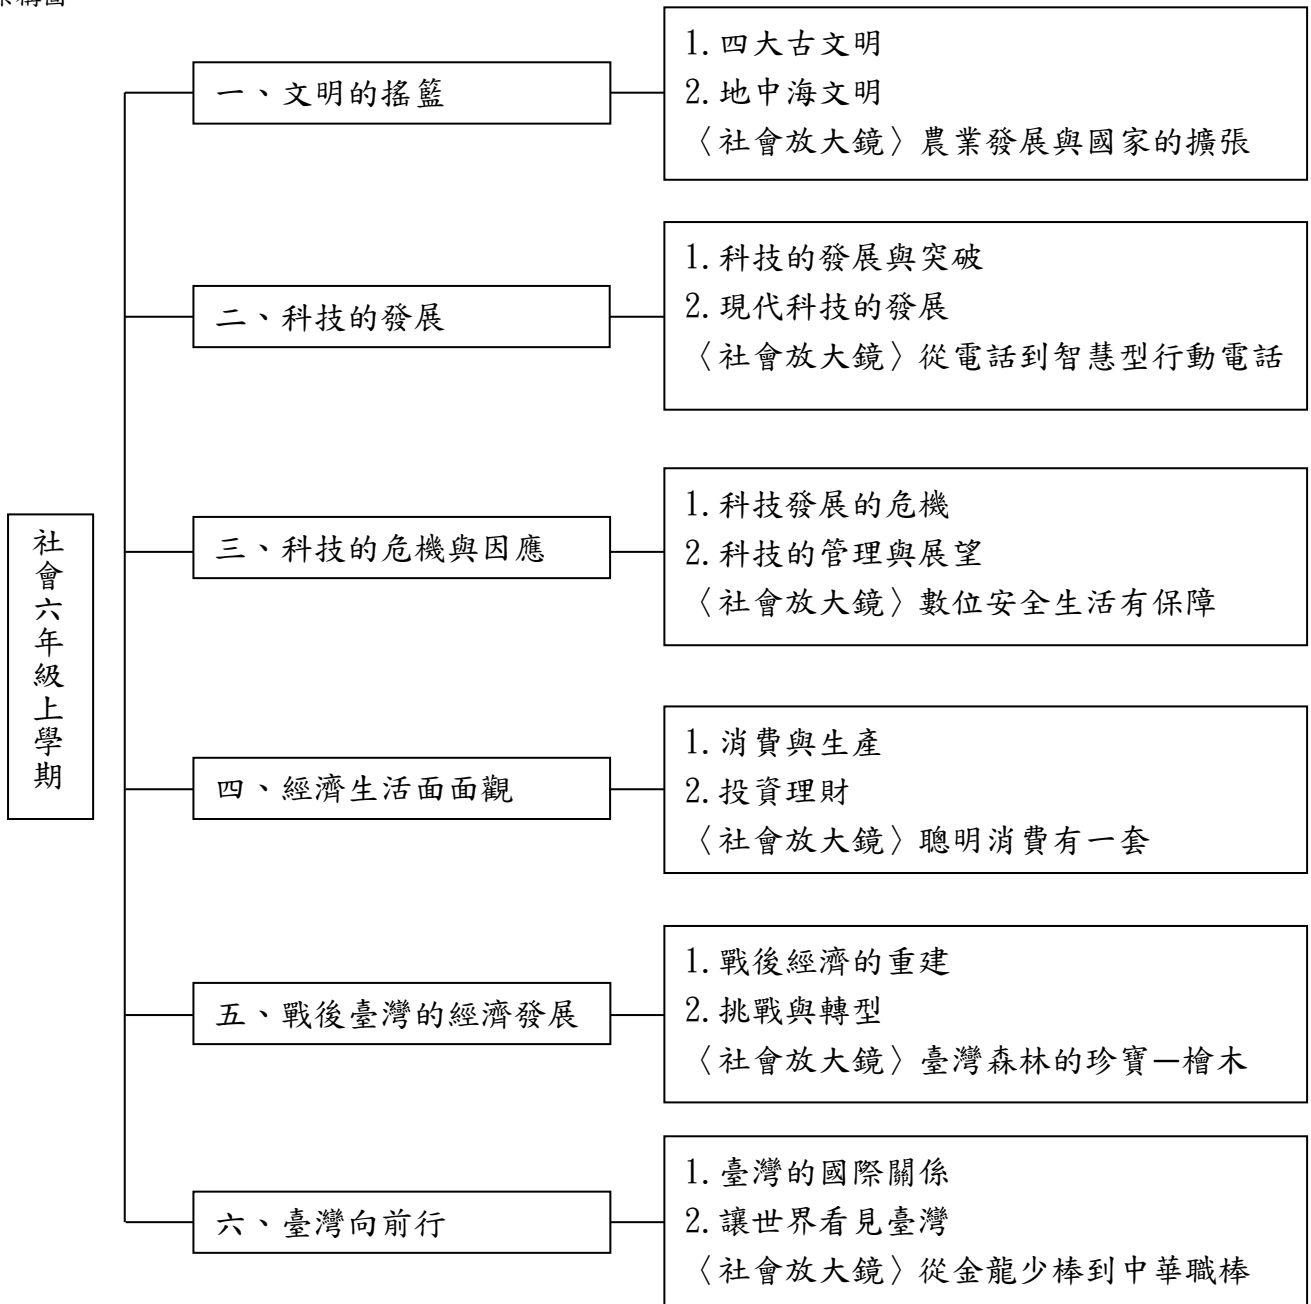 架構圖
社會六年級上學期
一、文明的搖籃
1.四大古文明
2.地中海文明
〈社會放大鏡〉農業發展與國家的擴張
二、科技的發展
1.科技的發展與突破
2.現代科技的發展
〈社會放大鏡〉從電話到智慧型行動電話
三、科技的危機與因應
1.科技發展的危機
2.科技的管理與展望
〈社會放大鏡〉數位安全生活有保障
四、經濟生活面面觀
1.消費與生產
2.投資理財
〈社會放大鏡〉聰明消費有一套
五、戰後臺灣的經濟發展
1.戰後經濟的重建
2.挑戰與轉型
〈社會放大鏡〉臺灣森林的珍寶—檜木
六、臺灣向前行
1.臺灣的國際關係
2.讓世界看見臺灣
〈社會放大鏡〉從金龍少棒到中華職棒